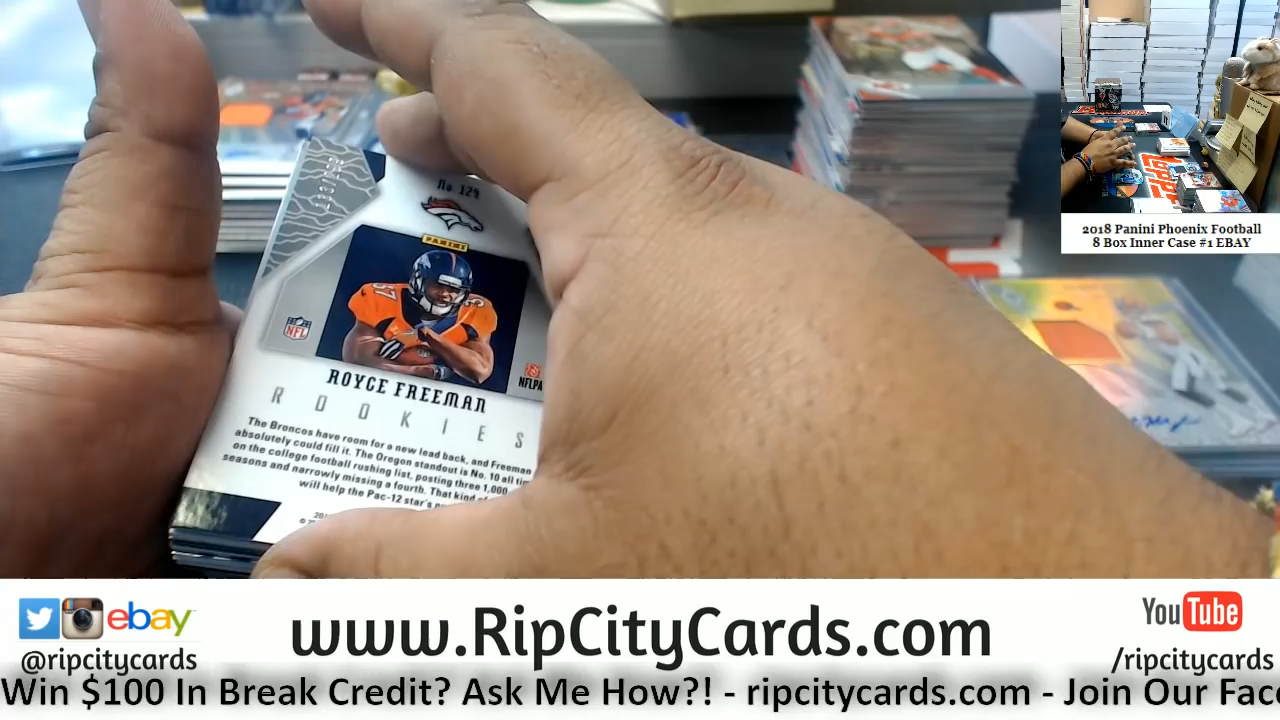 No. 124
PANINI
37
NFL
NFLPA
ROYCE FREEMAN
ROOKIES
The Broncos have room for a new lead back, and Freeman
absolutely could fill it. The Oregon standout is No. 10 all
on the college football rushing list, posting three 1,000
seasons and narrowly missing a fourth. That kind
will help the Pac-12 star's
2018 Panini Phoenix Football
8 Box Inner Case #1 EBAY
ebay
@ripcitycards
www.RipCityCards.com
YouTube
/ripcitycards
Win $100 In Break Credit? Ask Me How?! - ripcitycards.com - Join Our